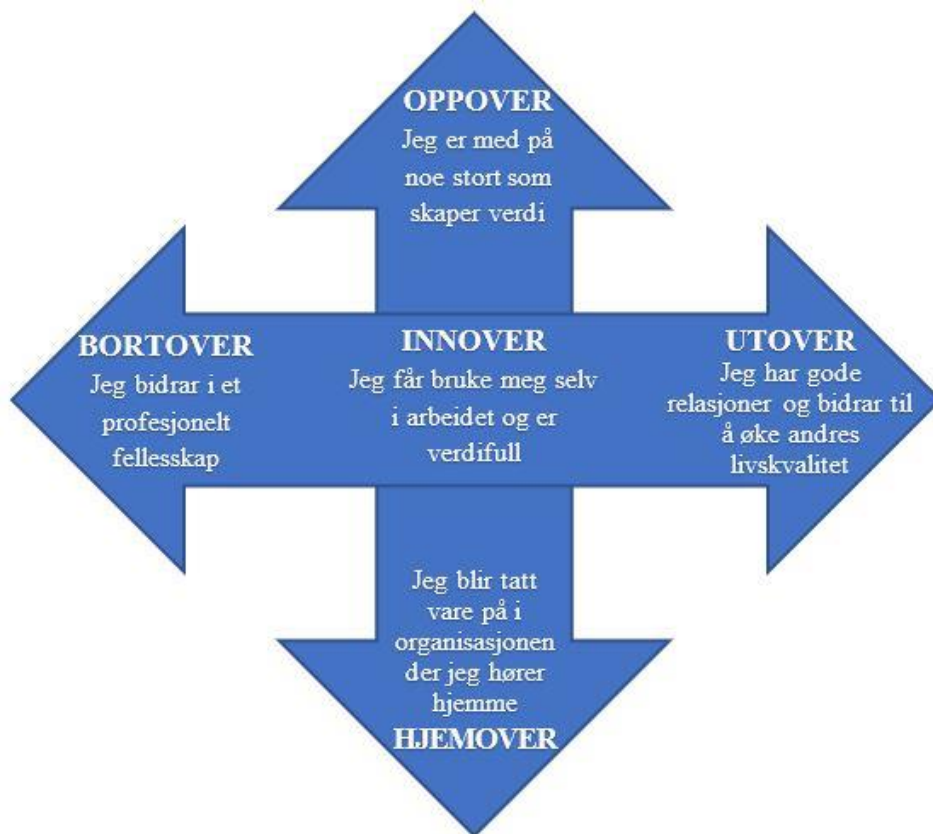 OPPOVER
Jeg er med på
noe stort som
skaper verdi
BORTOVER
Jeg bidrar i et
profesjonelt
fellesskap
INNOVER
Jeg får bruke meg selv
i arbeidet og er
verdifull
UTOVER
Jeg har gode
relasjoner og bidrar til
å øke andres
livskvalitet
Jeg blir tatt
vare på i
organisasjonen
der jeg hører
hjemme
HJEMOVER